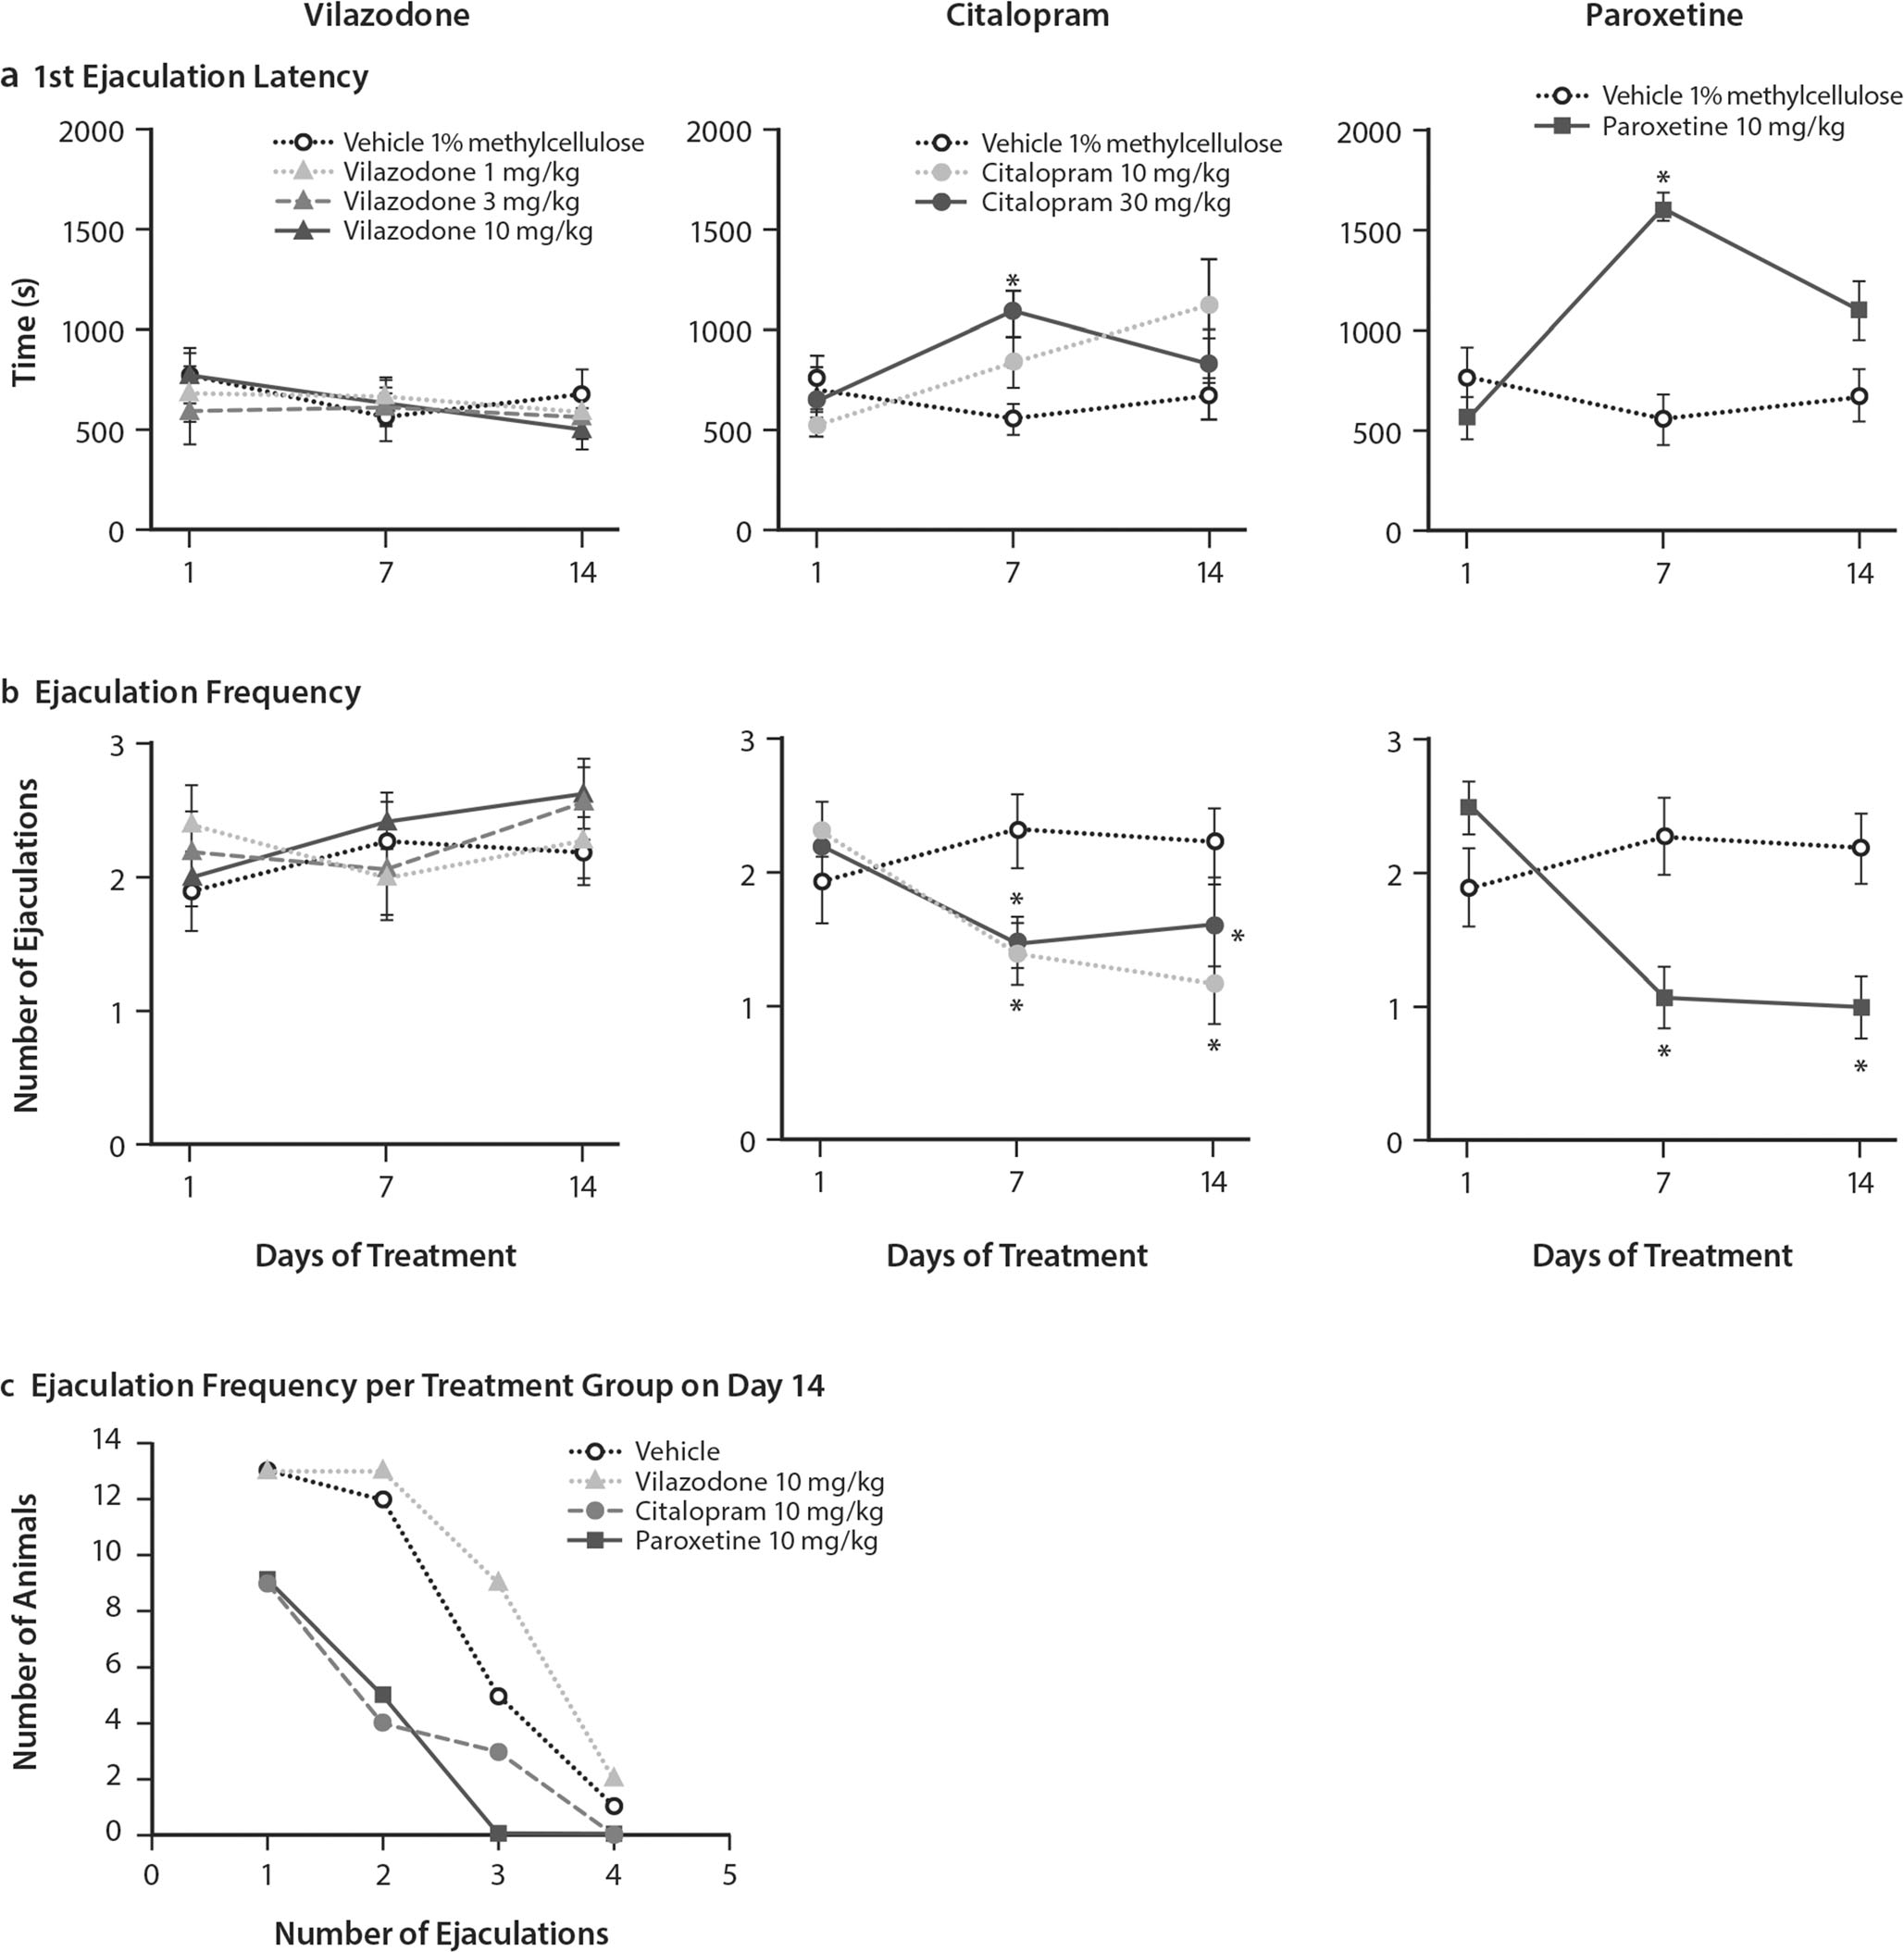 Vilazodone
Citalopram
Paroxetine
a 1st Ejaculation Latency
Time (s)
2000
1500
1000
500
0
Vehicle 1% methylcellulose
Vilazodone 1 mg/kg
Vilazodone 3 mg/kg
Vilazodone 10 mg/kg
1
7
14
2000
1500
1000
500
0
Vehicle 1% methylcellulose
Citalopram 10 mg/kg
Citalopram 30 mg/kg
*
1
7
14
2000
1500
1000
500
0
Vehicle 1% methylcellulose
Paroxetine 10 mg/kg
*
1
7
14
b Ejaculation Frequency
Number of Ejaculations
3
2
1
0
1
7
14
Days of Treatment
3
2
1
0
*
*
*
*
1
7
14
Days of Treatment
3
2
1
0
*
*
1
7
14
Days of Treatment
c Ejaculation Frequency per Treatment Group on Day 14
Number of Animals
14
12
10
8
6
4
2
0
Vehicle
Vilazodone 10 mg/kg
Citalopram 10 mg/kg
Paroxetine 10 mg/kg
0
1
2
3
4
5
Number of Ejaculations